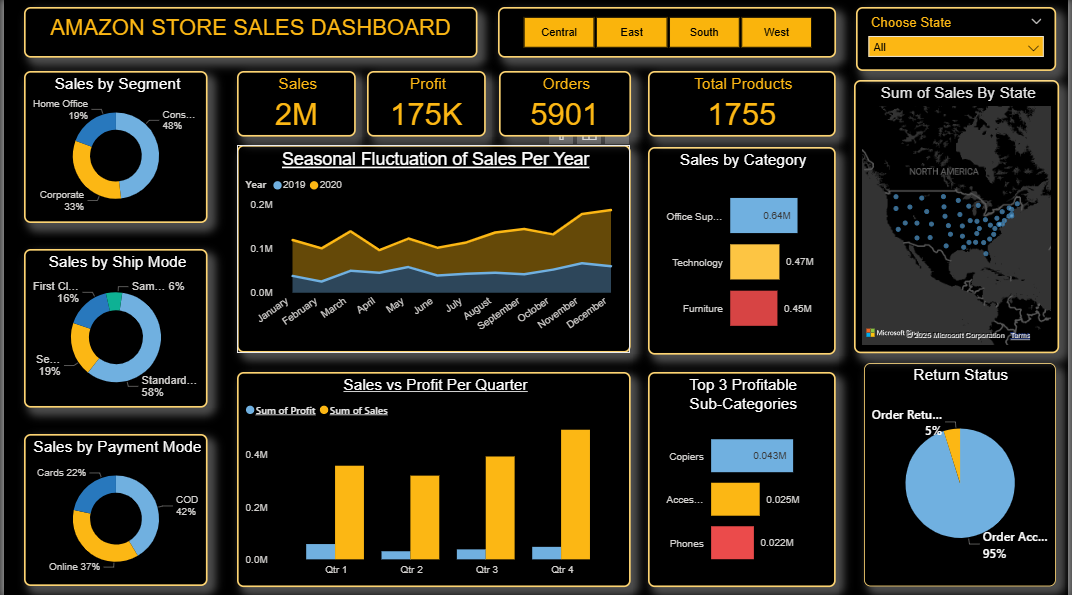 AMAZON STORE SALES DASHBOARD
Central East South West
Choose State
All
Sales by Segment
Home Office
19%
Cons...
48%
Corporate
33%
Sales
2M
Profit
175K
Orders
5901
Total Products
1755
Sum of Sales By State
NORTH AMERICA
Microsoft
© 2025 Microsoft Corporation Terms
Seasonal Fluctuation of Sales Per Year
Year 2019 2020
0.2M
0.1M
0.0M
January February March April May June July August September October November December
Sales by Category
Office Sup... 0.64M
Technology 0.47M
Furniture 0.45M
Sales by Ship Mode
First Cl...
16%
Sam... 6%
Se...
19%
Standard...
58%
Sales vs Profit Per Quarter
Sum of Profit Sum of Sales
0.4M
0.2M
0.0M
Qtr 1 Qtr 2 Qtr 3 Qtr 4
Top 3 Profitable
Sub-Categories
Copiers 0.043M
Acces... 0.025M
Phones 0.022M
Return Status
Order Retu...
5%
Order Acc...
95%
Sales by Payment Mode
Cards 22%
COD
42%
Online 37%